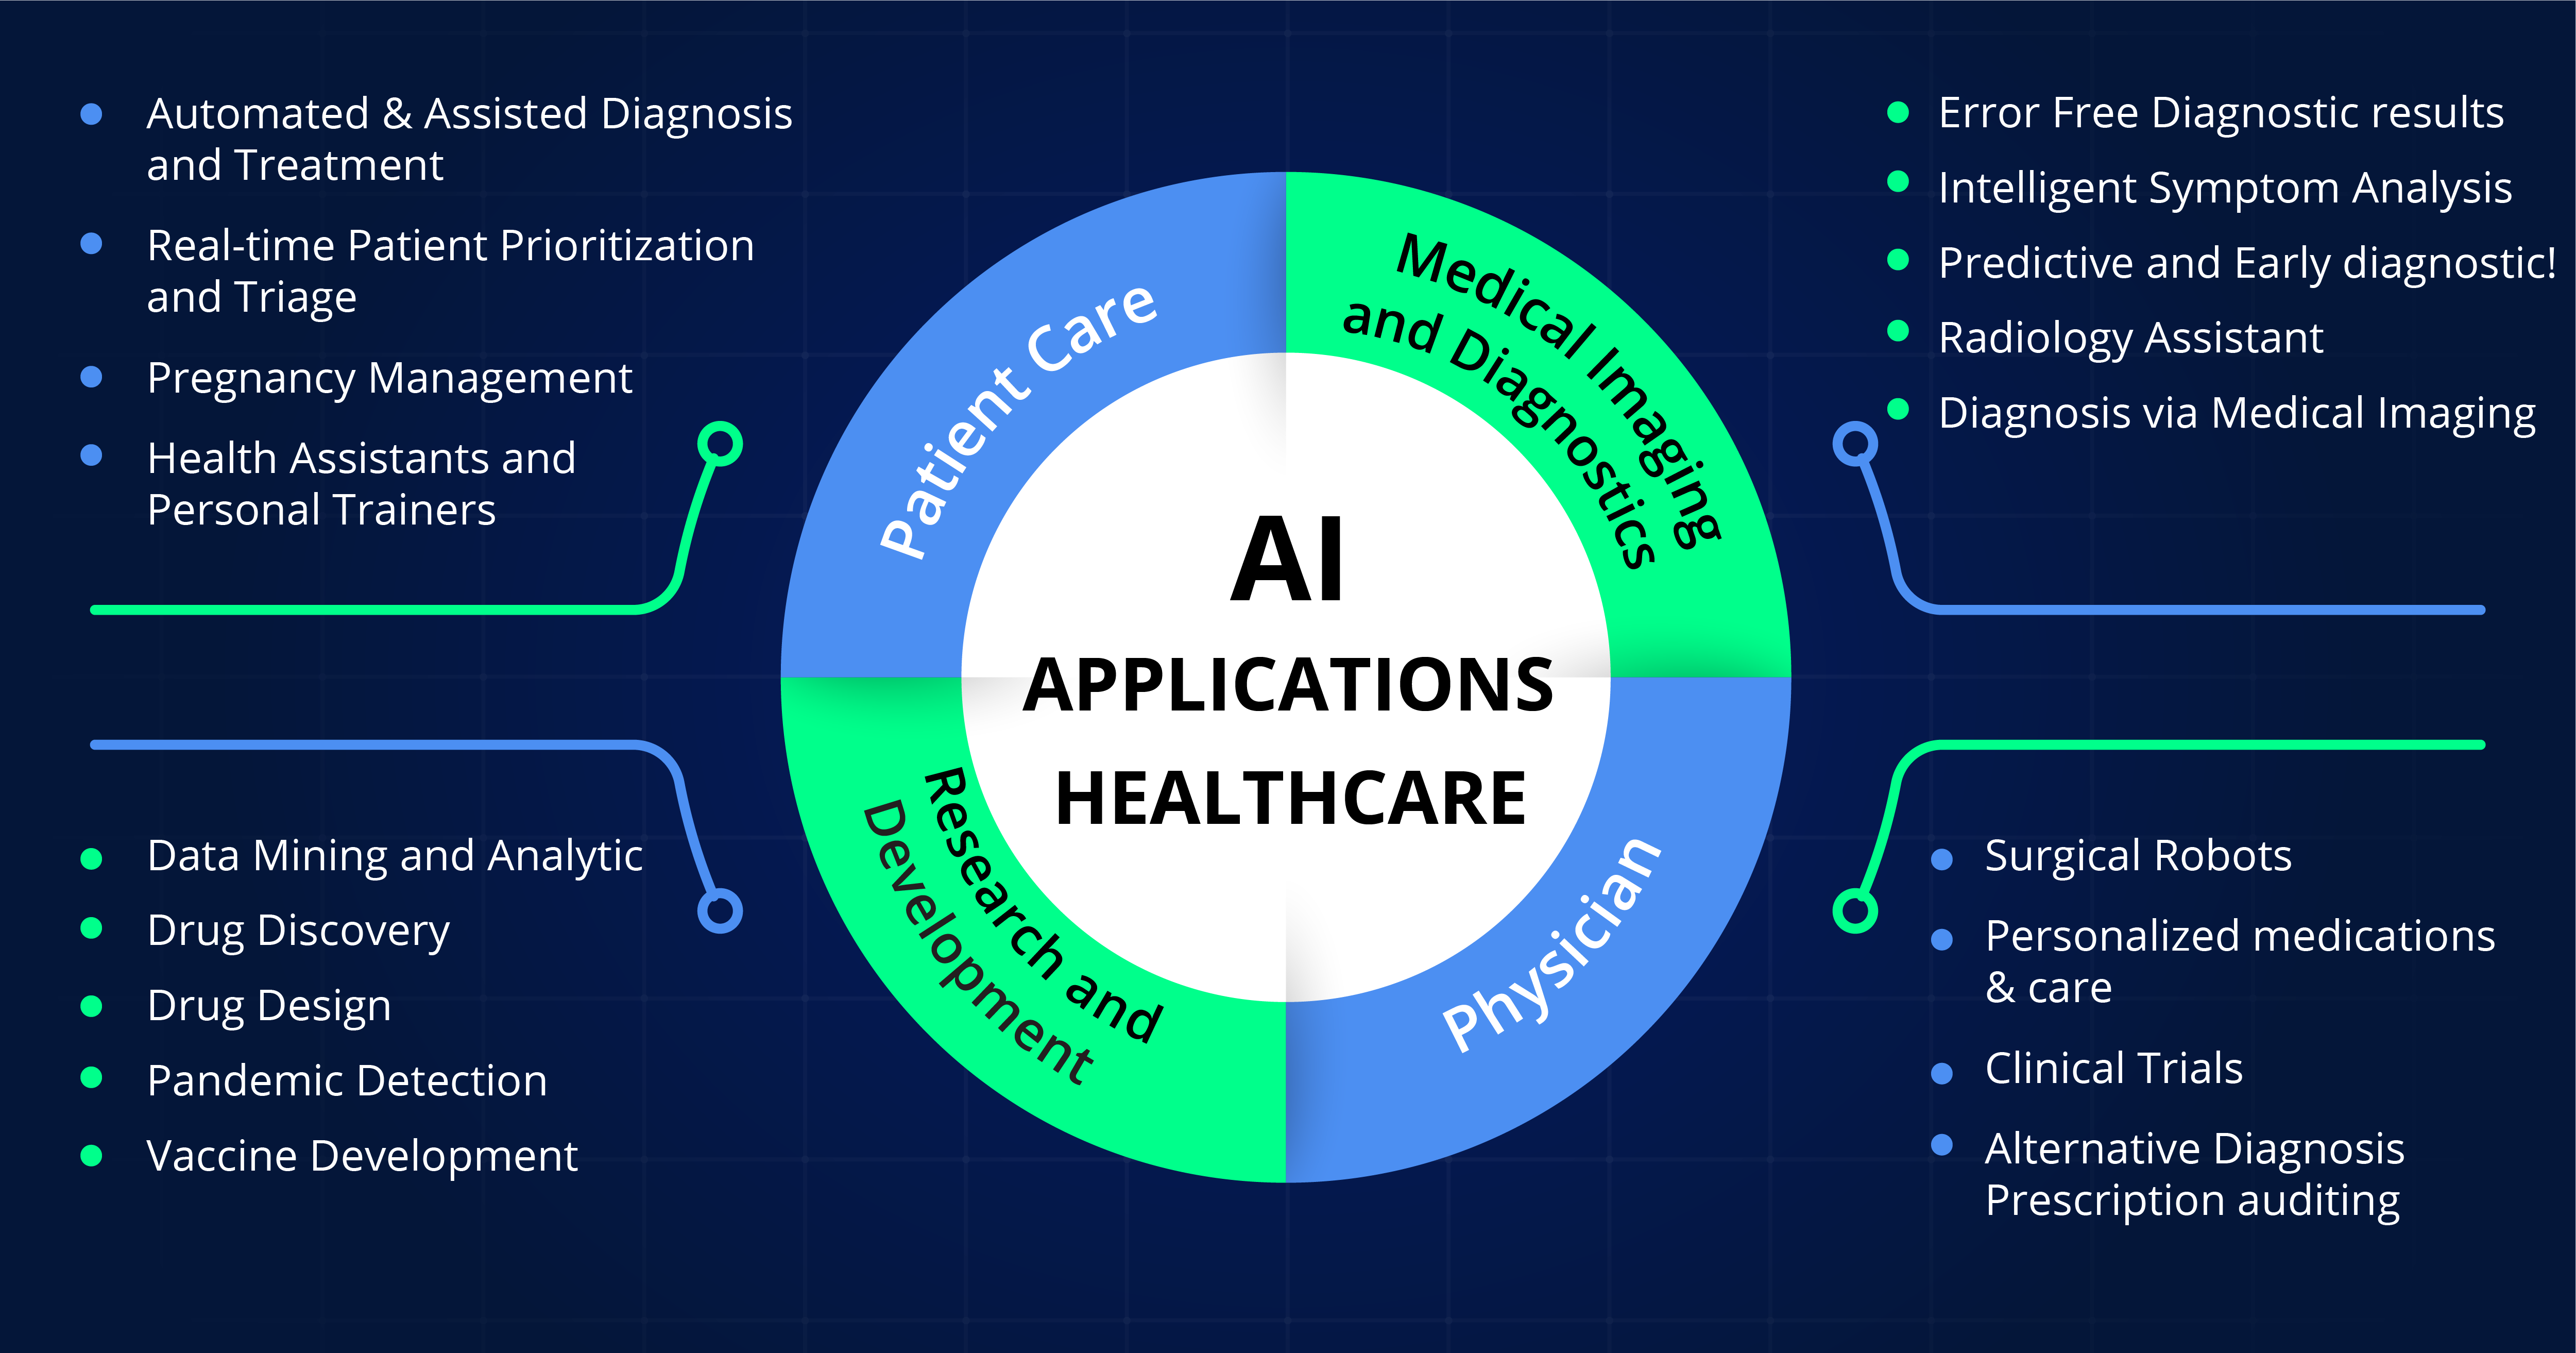 Automated & Assisted Diagnosis
and Treatment
Real-time Patient Prioritization
and Triage
Pregnancy Management
Health Assistants and
Personal Trainers
Error Free Diagnostic results
Intelligent Symptom Analysis
Predictive and Early diagnostic!
Radiology Assistant
Diagnosis via Medical Imaging
Patient Care
Medical Imaging
and Diagnostics
AI
APPLICATIONS
HEALTHCARE
Research and
Development
Physician
Data Mining and Analytic
Drug Discovery
Drug Design
Pandemic Detection
Vaccine Development
Surgical Robots
Personalized medications
& care
Clinical Trials
Alternative Diagnosis
Prescription auditing